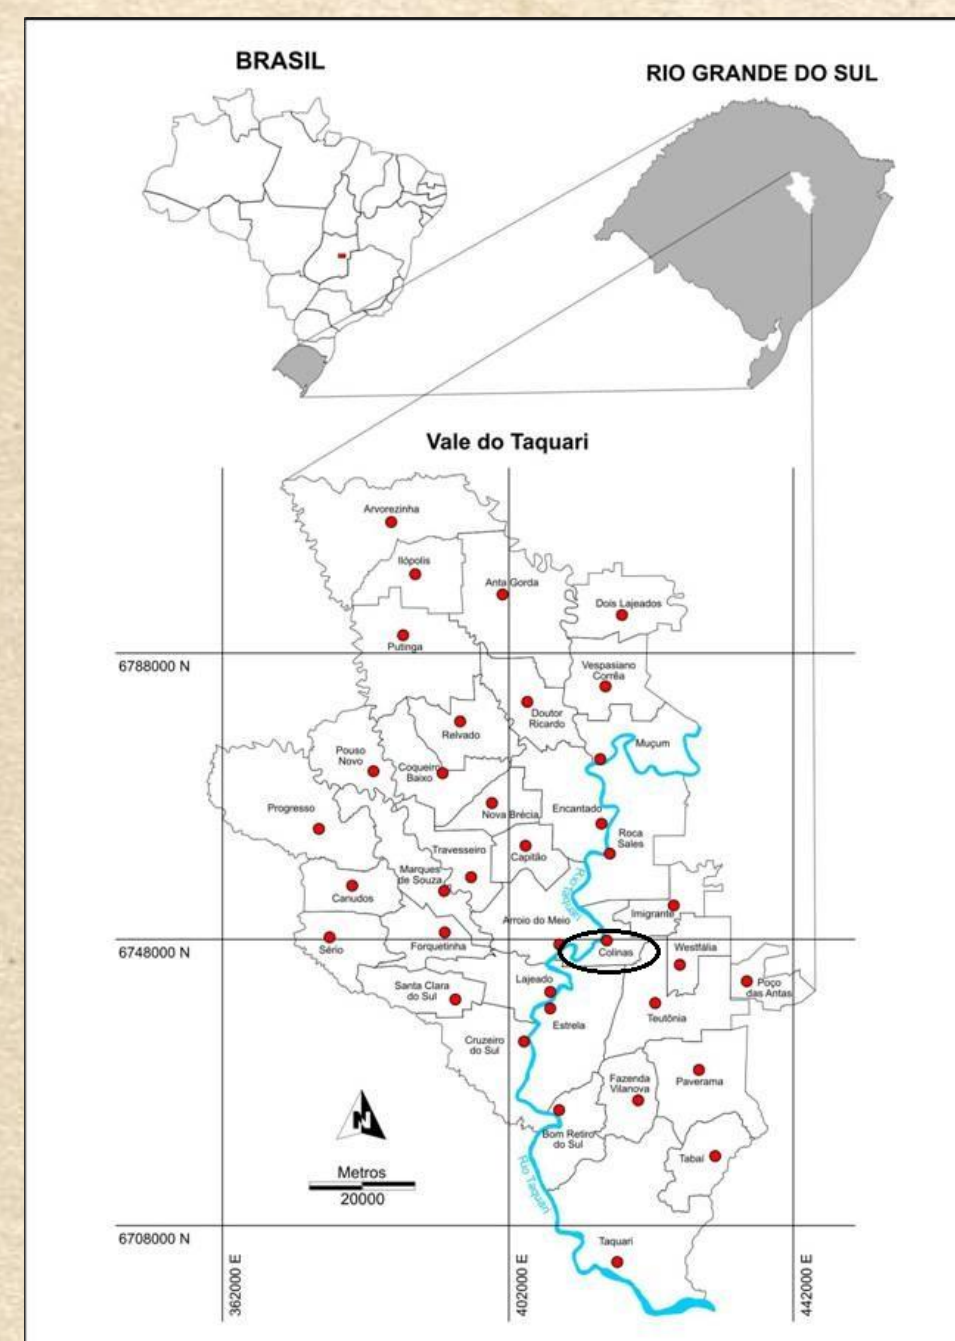 BRASIL
RIO GRANDE DO SUL
Vale do Taquari
Arvorezinha
Ilópolis
Anta Gorda
Dois Lajeados
Putinga
6788000 N
Vespasiano
Corrêa
Doutor
Ricardo
Relvado
Muçum
Pouso
Novo
Coqueiro
Baixo
Progresso
Nova Brécia
Encantado
Roca
Sales
Travesseiro
Capitão
Marques
de Souza
Canudos
Rio Taquari
Imigrante
Arroio do Meio
6748000 N
Sério
Forquetinha
Colinas
Westfália
Santa Clara
do Sul
Lajeado
Poço
das Antas
Estrela
Teutônia
Cruzeiro
do Sul
Fazenda
Vilanova
Paverama
N
Bom Retiro
do Sul
Tabaí
Metros
20000
Rio Taquari
6708000 N
Taquari
362000 E
402000 E
442000 E